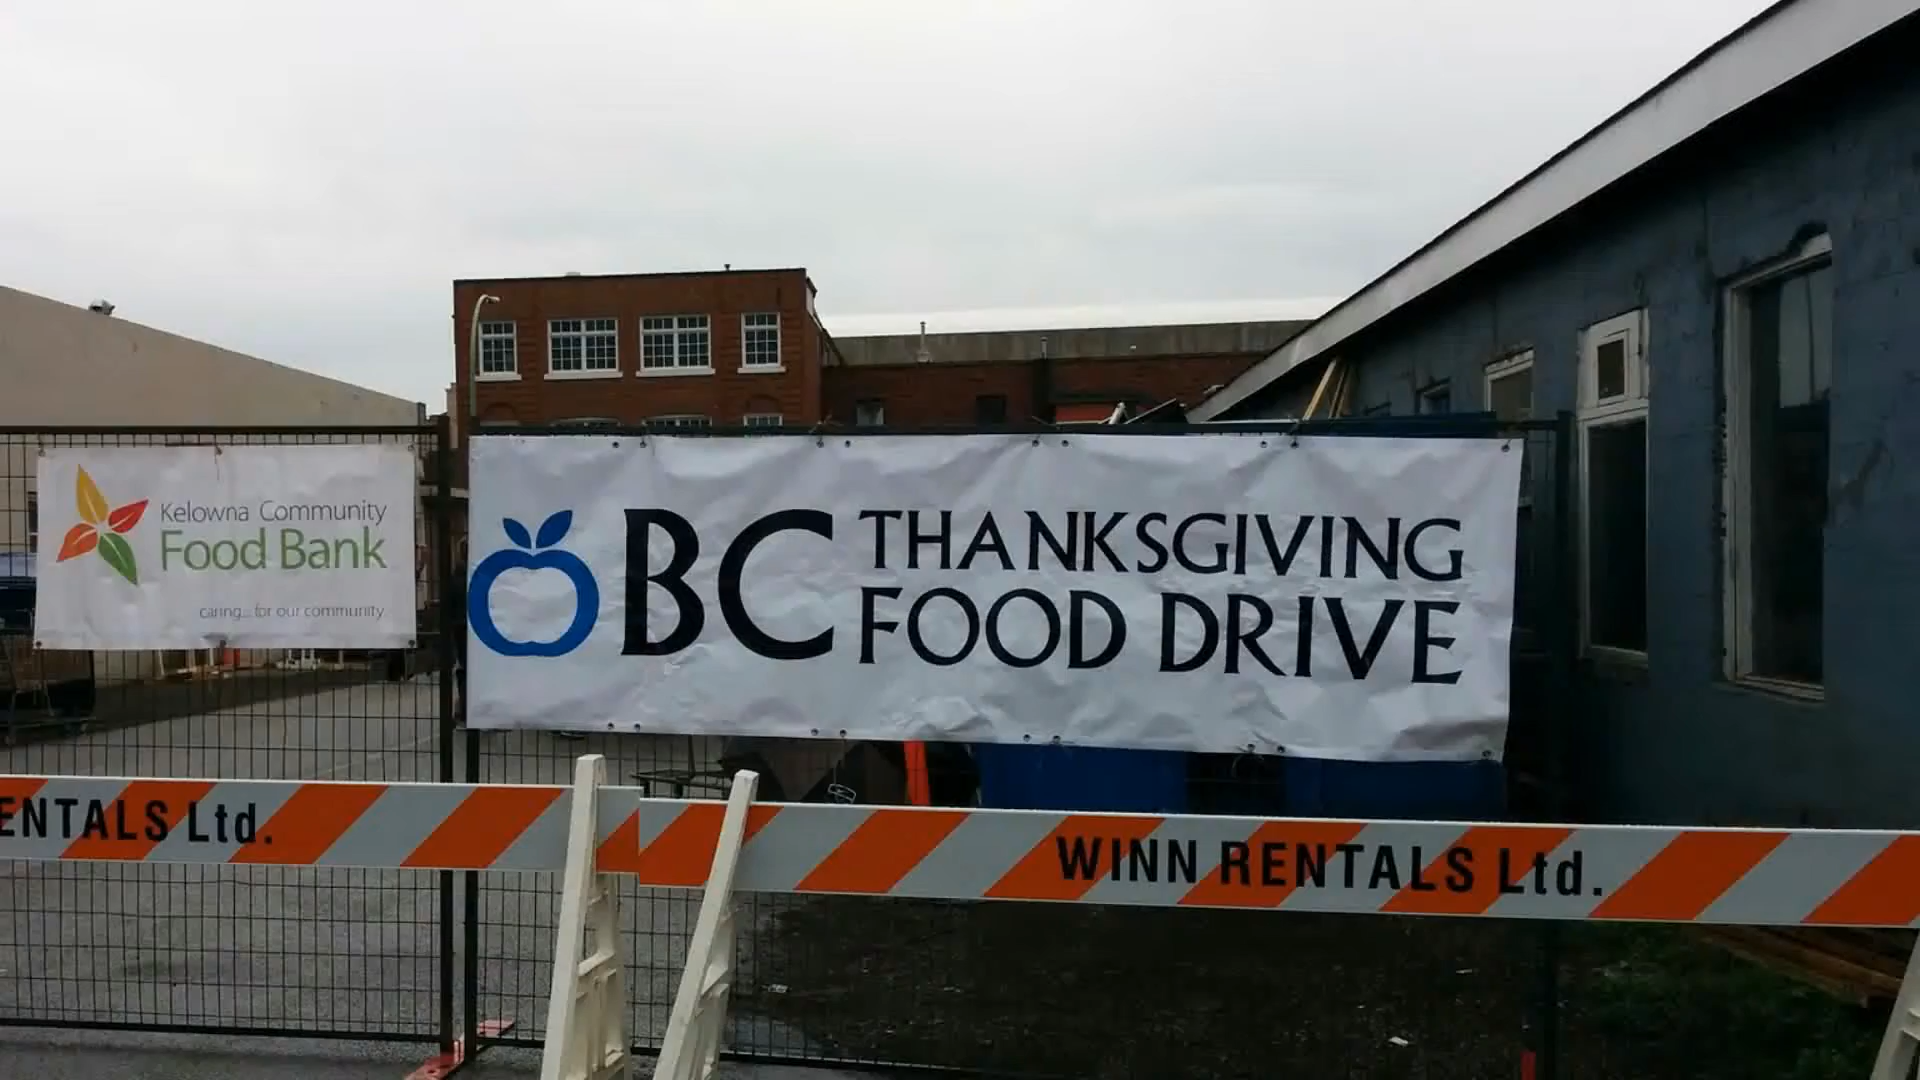 Kelowna Community
Food Bank
caring...for our community
BC THANKSGIVING
FOOD DRIVE
ENTALS Ltd.
WINN RENTALS Ltd.